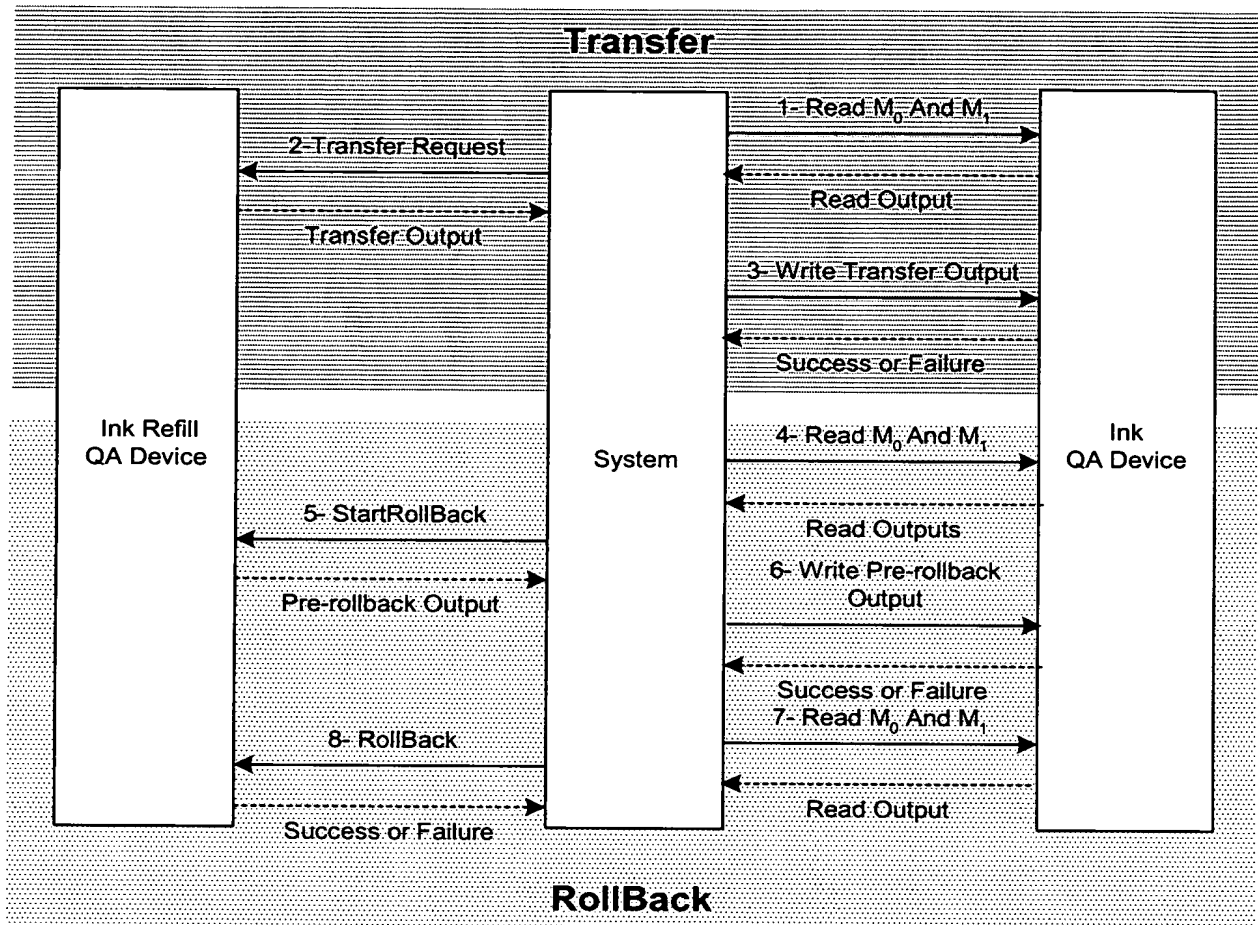 Transfer
1- Read M₀ And M₁
2-Transfer Request
Read Output
Transfer Output
3- Write Transfer Output
Success or Failure
Ink Refill
QA Device
System
Ink
QA Device
4- Read M₀ And M₁
Read Outputs
5- StartRollBack
Pre-rollback Output
6- Write Pre-rollback
Output
Success or Failure
7- Read M₀ And M₁
8- RollBack
Read Output
Success or Failure
RollBack